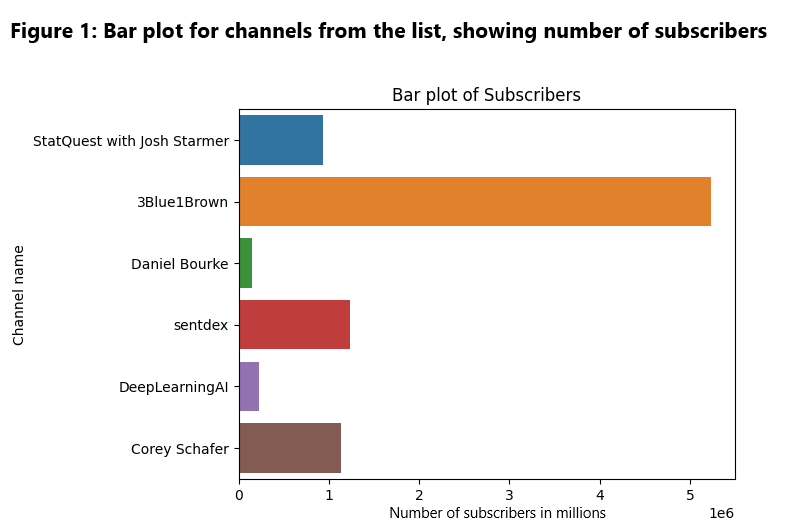 Figure 1: Bar plot for channels from the list, showing number of subscribers
Bar plot of Subscribers
Channel name
StatQuest with Josh Starmer
3Blue1Brown
Daniel Bourke
sentdex
DeepLearningAI
Corey Schafer
0 1 2 3 4 5
1e6
Number of subscribers in millions